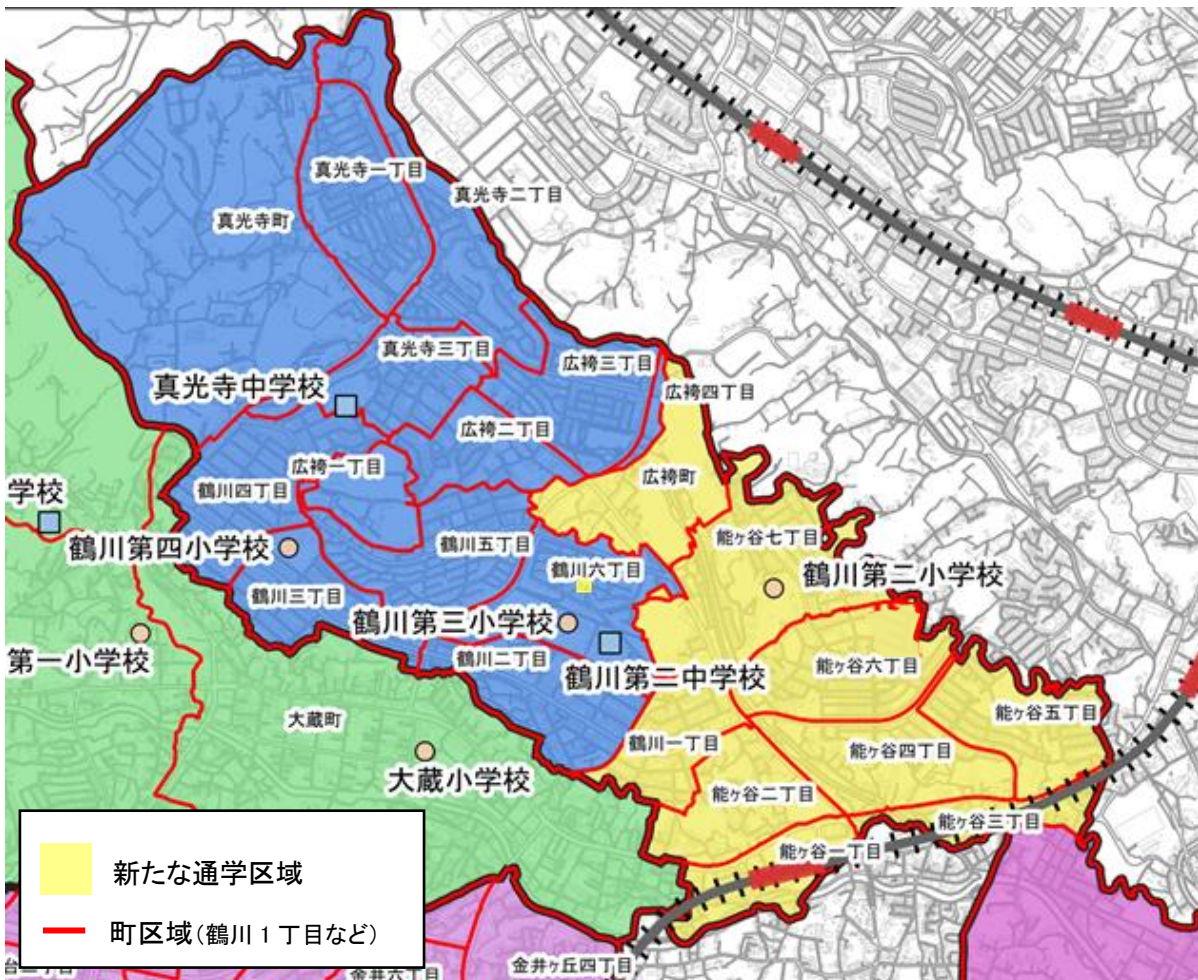 真光寺一丁目
真光寺二丁目
真光寺町
真光寺三丁目
広袴三丁目
広袴四丁目
真光寺中学校
広袴二丁目
広袴一丁目
広袴町
鶴川四丁目
学校
鶴川五丁目
能ヶ谷七丁目
鶴川第四小学校
鶴川六丁目
鶴川第二小学校
鶴川三丁目
鶴川第三小学校
第一小学校
鶴川二丁目
鶴川第二中学校
能ヶ谷六丁目
能ヶ谷五丁目
大蔵町
鶴川一丁目
能ヶ谷四丁目
大蔵小学校
能ヶ谷二丁目
能ヶ谷三丁目
能ヶ谷一丁目
新たな通学区域
町区域(鶴川1丁目など)
金井ヶ丘四丁目
金井六丁目